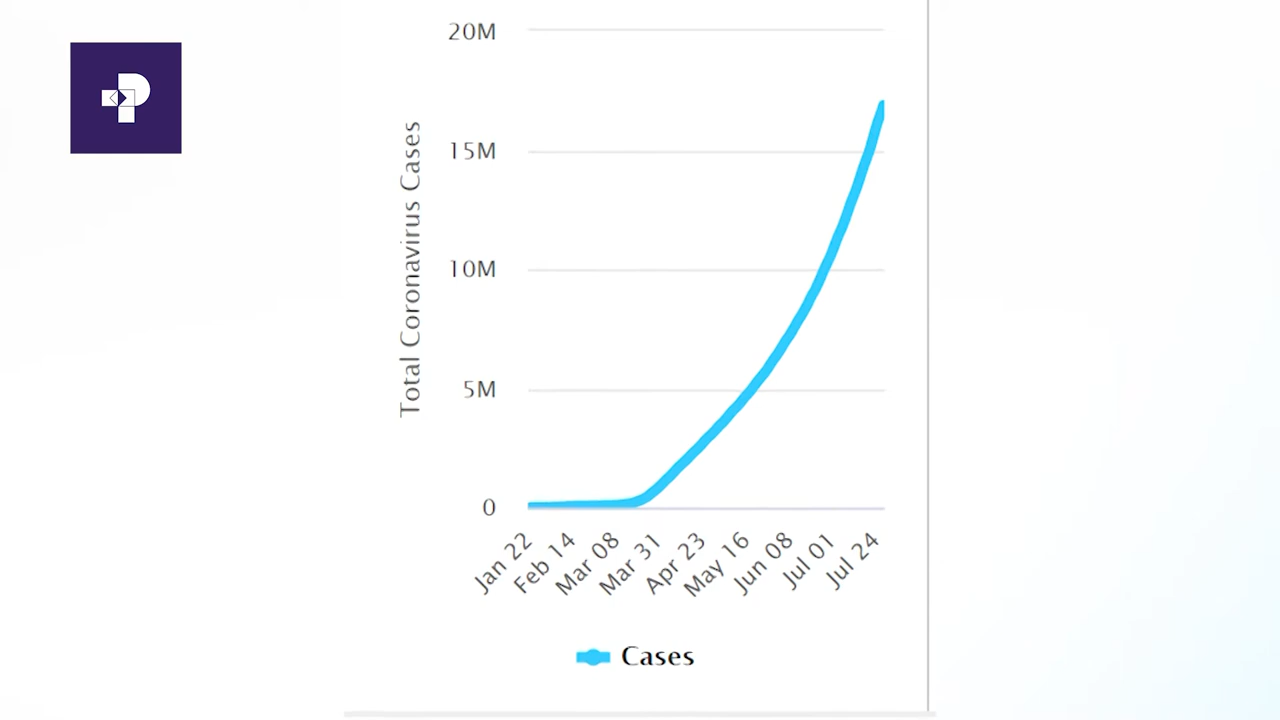 20M
15M
10M
5M
0
Total Coronavirus Cases
Jan 22
Feb 14
Mar 08
Mar 31
Apr 23
May 16
Jun 08
Jul 01
Jul 24
Cases